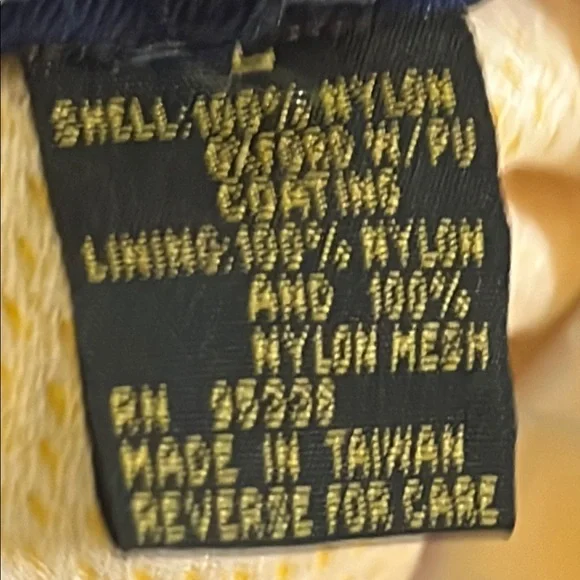 SHELL:100% NYLON
OXFORD W/PU
COATING
LINING:100% NYLON
AND 100%
NYLON MESH
RN
MADE IN TAIWAN
REVERSE FOR CARE